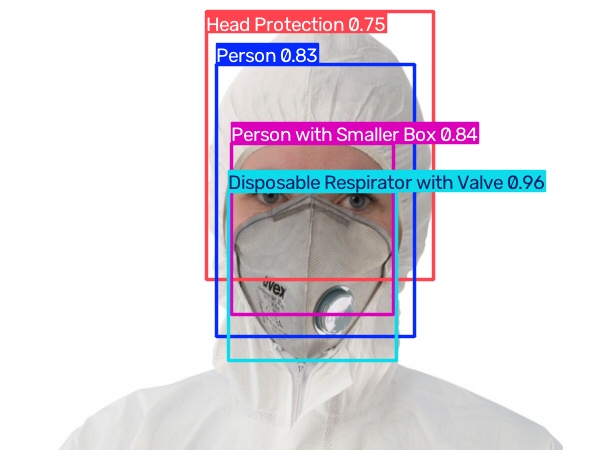 Head Protection 0.75
Person 0.83
Person with Smaller Box 0.84
Disposable Respirator with Valve 0.96
uvex